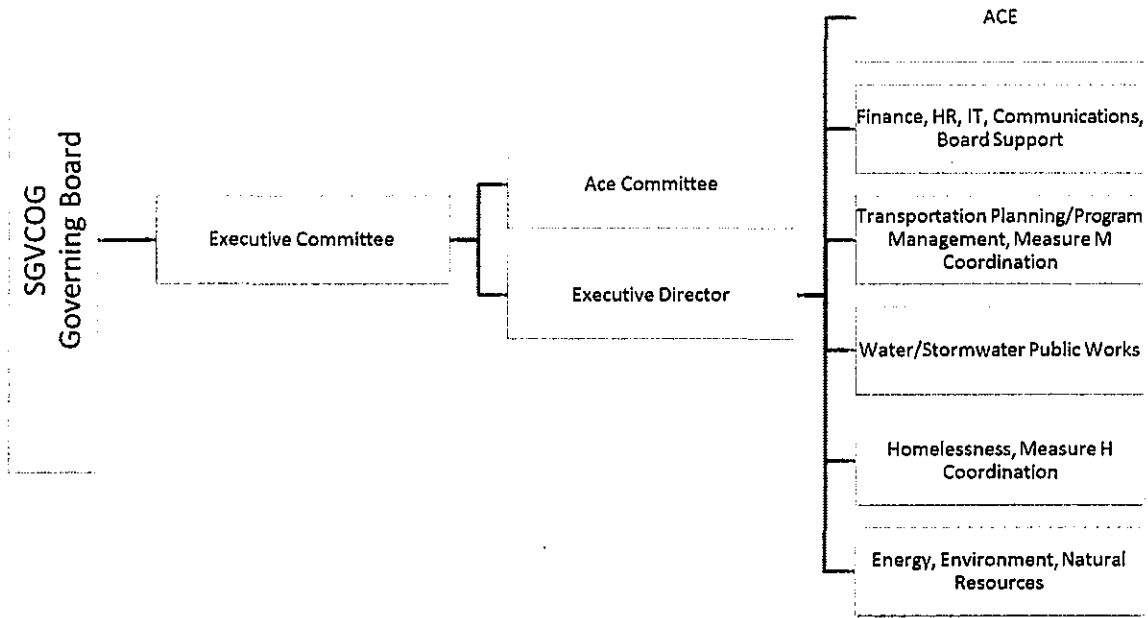 SGVCOG
Governing Board
Executive Committee
Ace Committee
Executive Director
ACE
Finance, HR, IT, Communications,
Board Support
Transportation Planning/Program
Management, Measure M
Coordination
Water/Stormwater Public Works
Homelessness, Measure H
Coordination
Energy, Environment, Natural
Resources